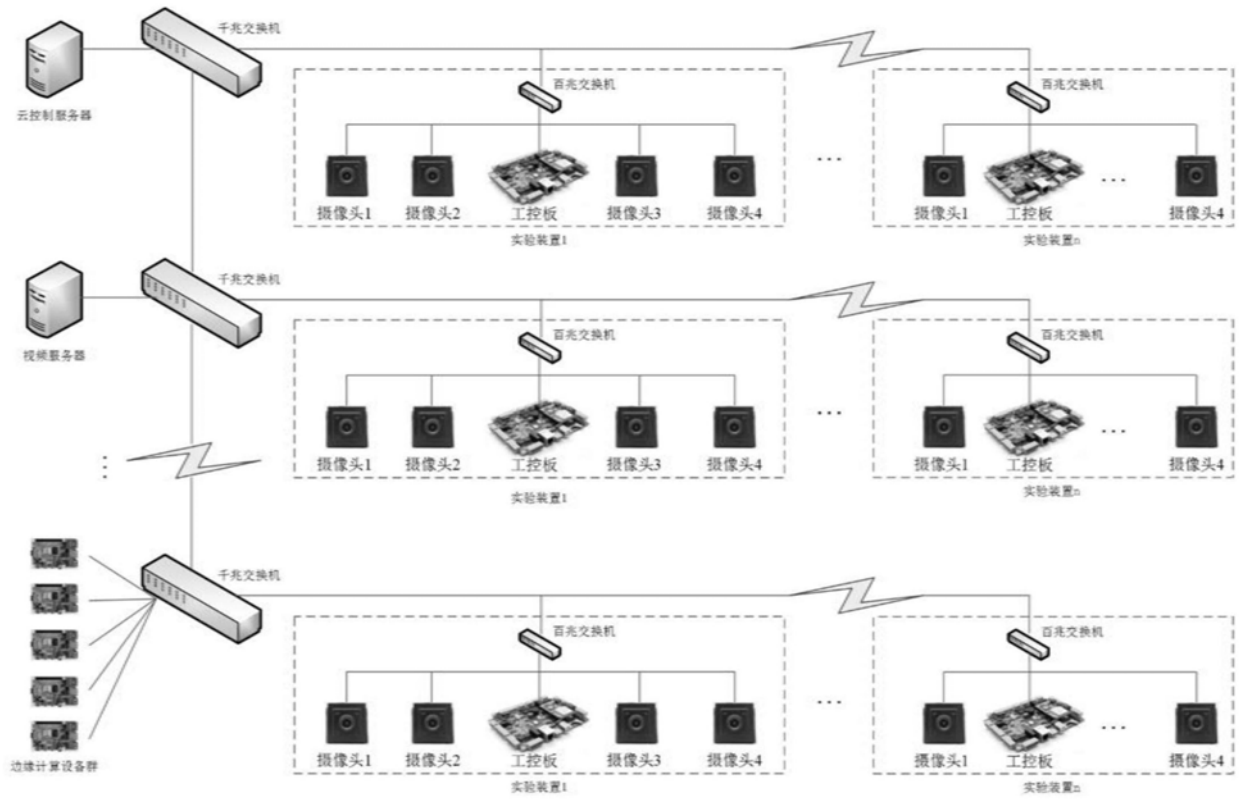 千兆交换机
云控制服务器
百兆交换机
百兆交换机
...
摄像头1 摄像头2 工控板 摄像头3 摄像头4
摄像头1 工控板 ... 摄像头4
实验装置1
实验装置n
千兆交换机
视频服务器
百兆交换机
百兆交换机
...
摄像头1 摄像头2 工控板 摄像头3 摄像头4
摄像头1 工控板 ... 摄像头4
实验装置1
实验装置n
千兆交换机
边缘计算设备群
百兆交换机
百兆交换机
...
摄像头1 摄像头2 工控板 摄像头3 摄像头4
摄像头1 工控板 ... 摄像头4
实验装置1
实验装置n